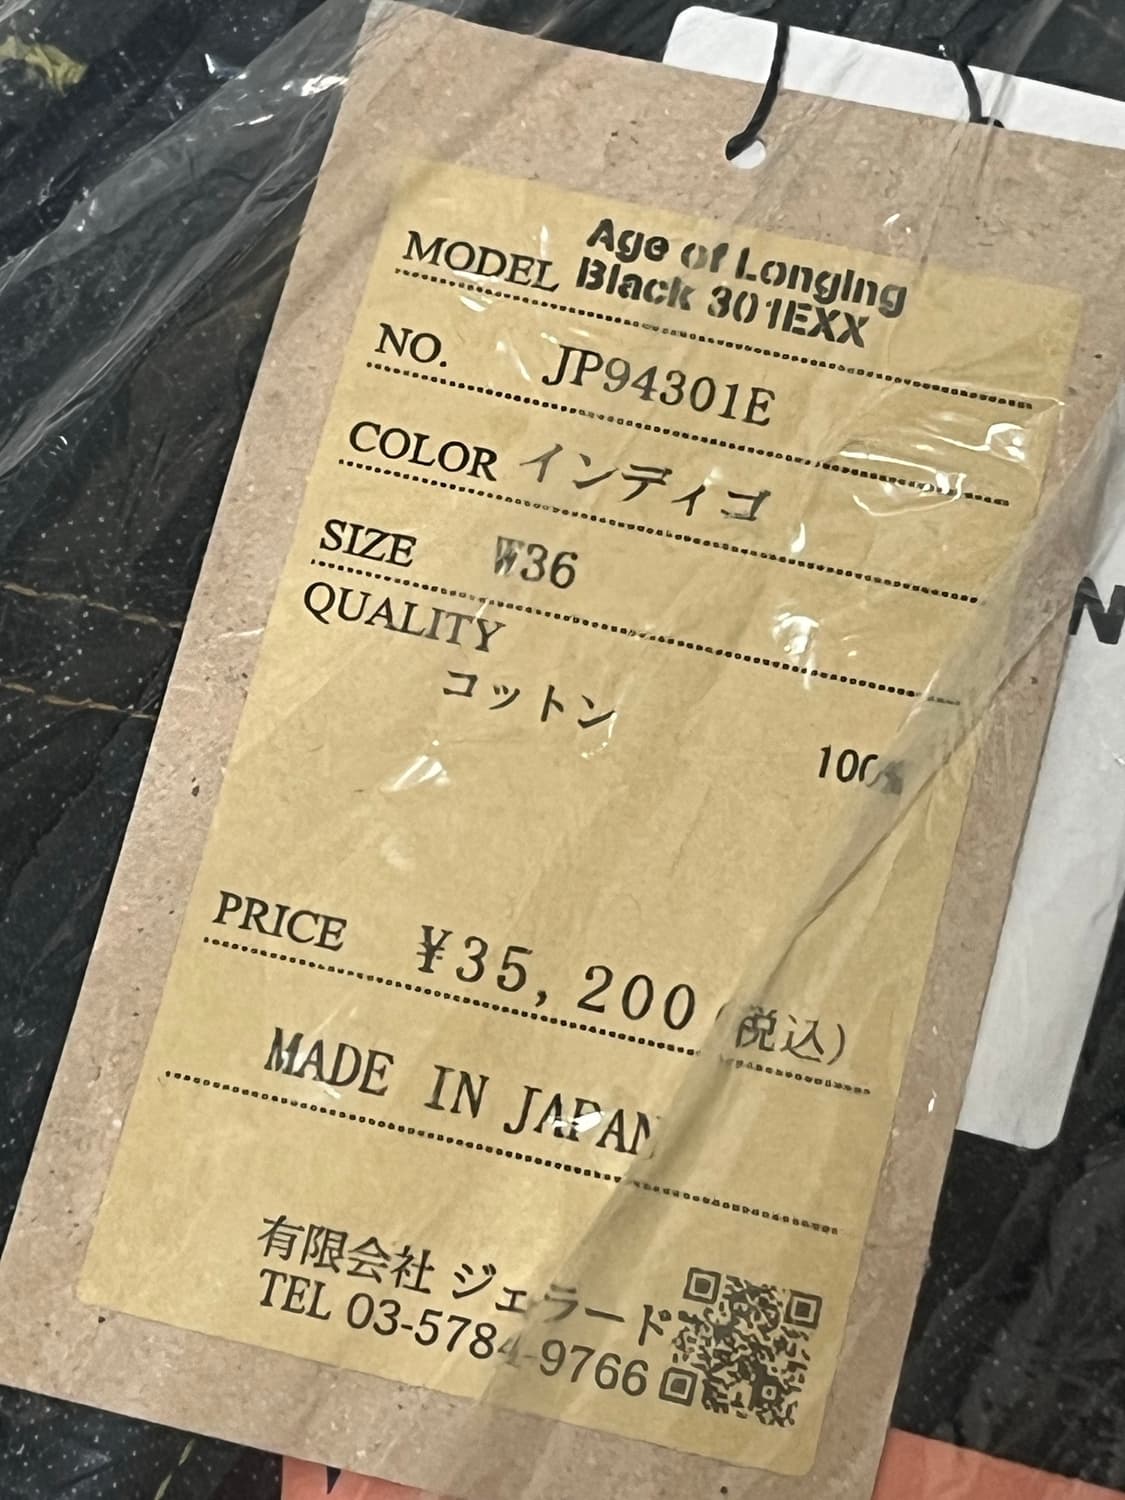 MODEL Age of Longing
Black 301EXX
NO. JP94301E
COLOR インディゴ
SIZE W36
QUALITY
コットン
100%
PRICE ¥35,200(税込)
MADE IN JAPAN
有限会社 ジェラード
TEL 03-5784-9766
N